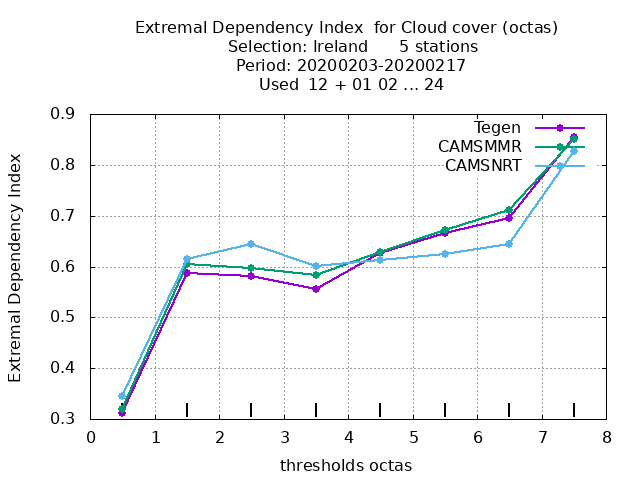 Extremal Dependency Index  for Cloud cover (octas)
Selection: Ireland      5 stations
Period: 20200203-20200217
Used  12 + 01 02 ... 24
Extremal Dependency Index
0.9
0.8
0.7
0.6
0.5
0.4
0.3
Tegen
CAMSMMR
CAMSNRT
0 1 2 3 4 5 6 7 8
thresholds octas